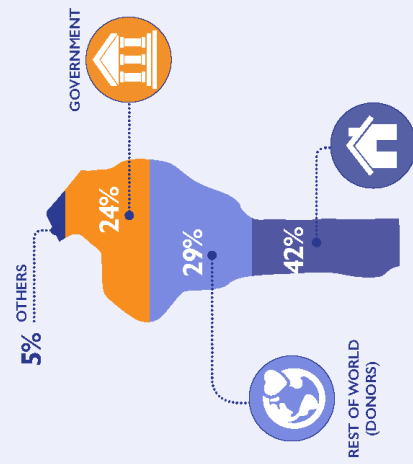 5% OTHERS
24%
GOVERNMENT
29%
REST OF WORLD
(DONORS)
42%